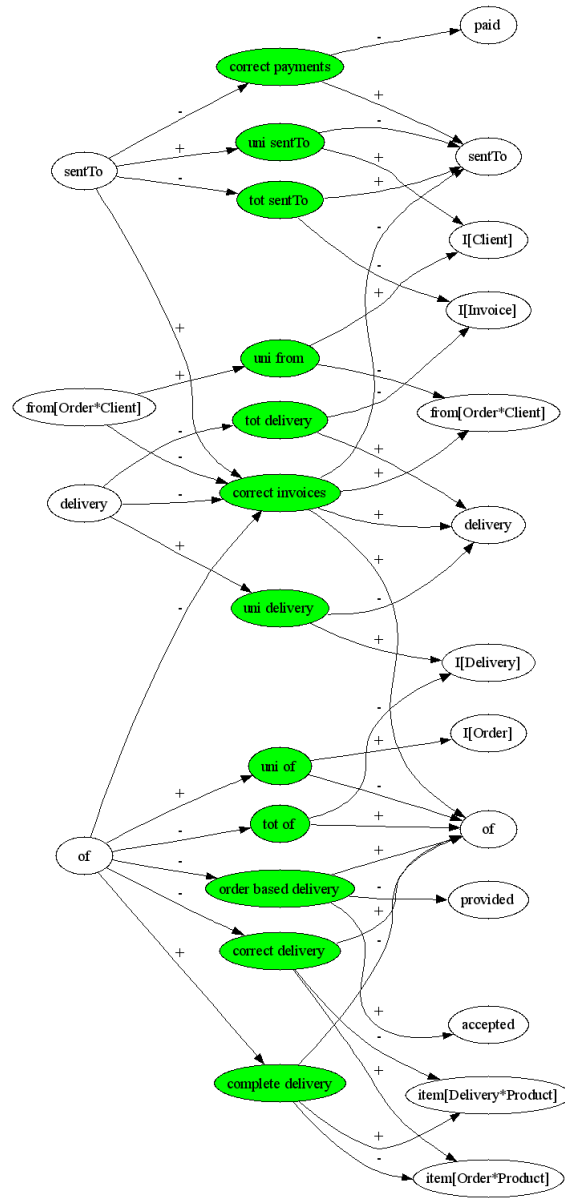 paid
-
correct payments
+
-
-
uni sentTo
+
sentTo
sentTo
+
-
tot sentTo
+
I[Client]
-
+
I[Invoice]
+
uni from
-
+
-
from[Order*Client]
tot delivery
from[Order*Client]
-
+
-
+
-
correct invoices
delivery
+
delivery
+
+
uni delivery
-
-
+
I[Delivery]
-
I[Order]
+
uni of
-
+
tot of
+
of
-
of
-
order based delivery
+
-
provided
-
+
correct delivery
+
-
+
accepted
-
+
complete delivery
item[Delivery*Product]
+
-
item[Order*Product]